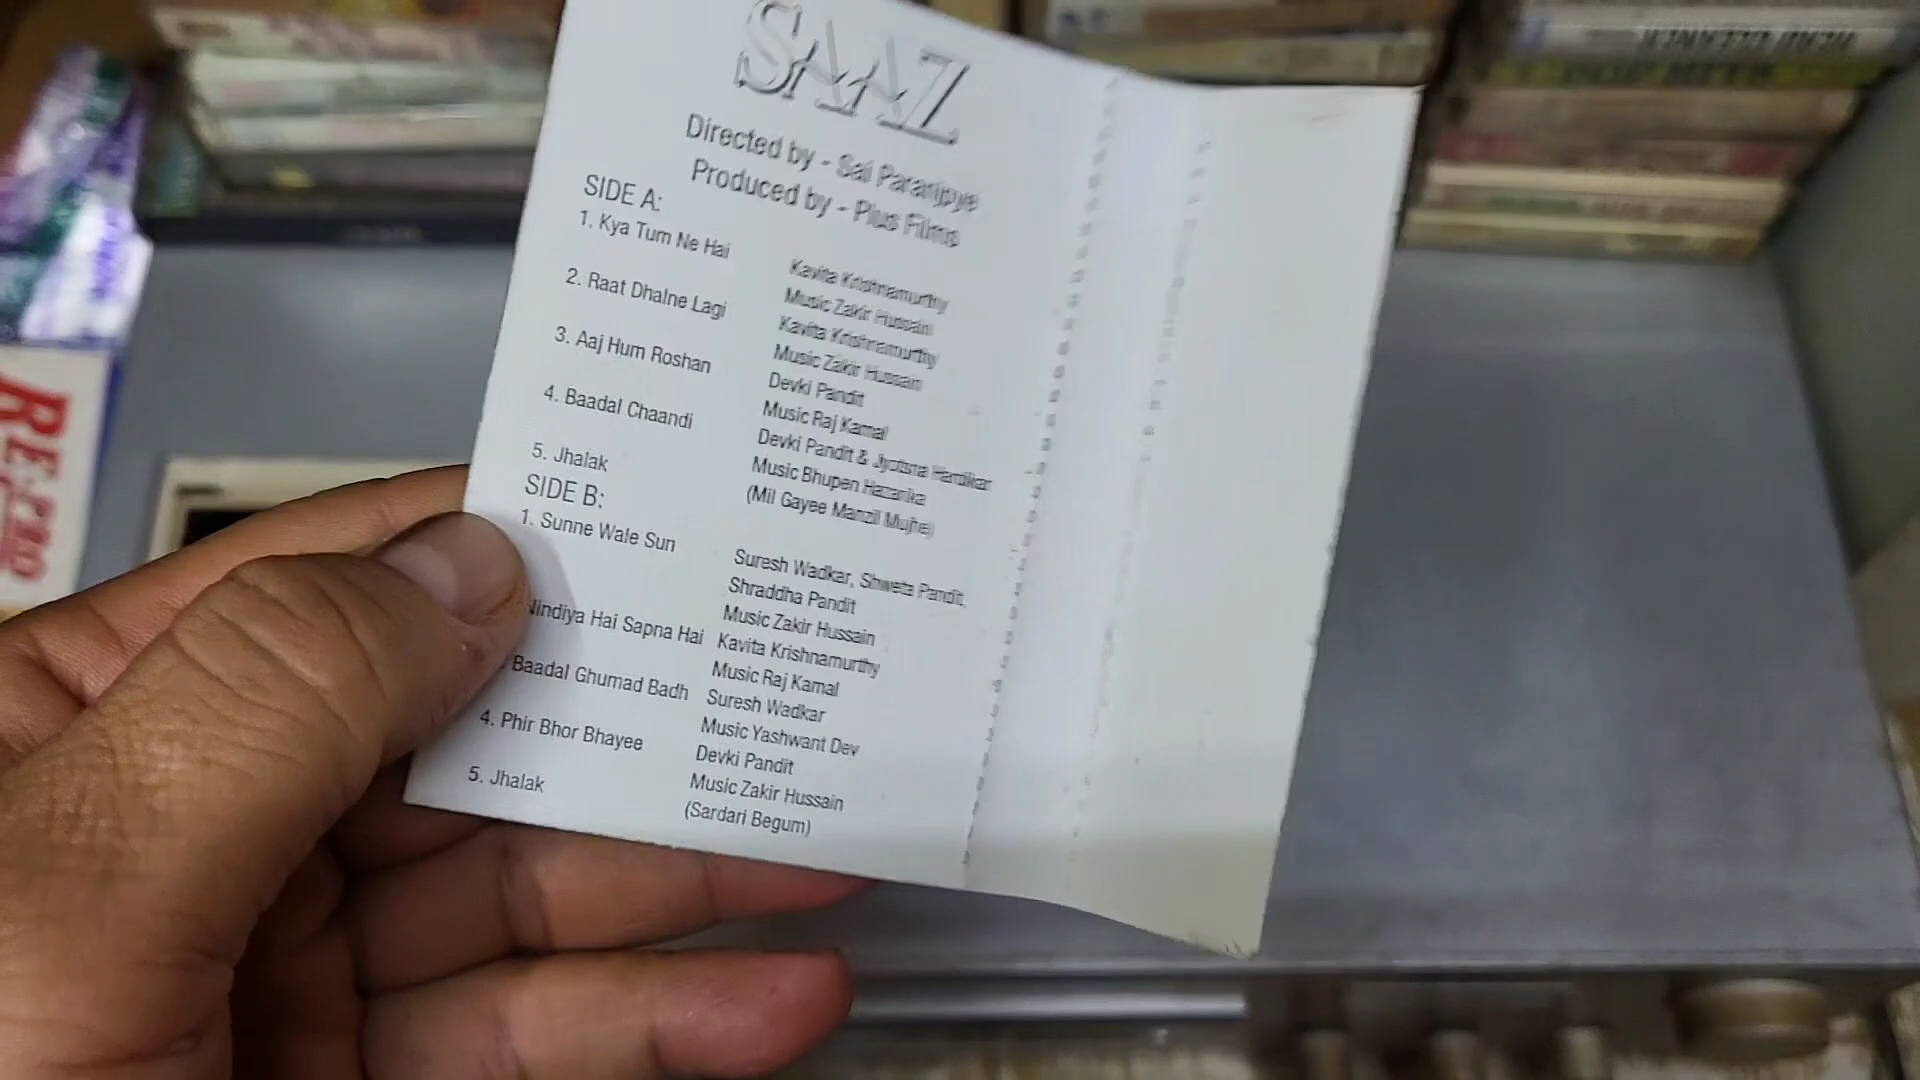 SAAZ
Directed by - Sai Paranjpye
Produced by - Plus Films
SIDE A:
1. Kya Tum Ne Hai
Kavita Krishnamurthy
Music Zakir Hussain
2. Raat Dhalne Lagi
Kavita Krishnamurthy
Music Zakir Hussain
3. Aaj Hum Roshan
Devki Pandit
Music Raj Kamal
4. Baadal Chaandi
Devki Pandit & Jyotsna Hardikar
Music Bhupen Hazarika
5. Jhalak
(Mil Gayee Manzil Mujhe)
SIDE B:
1. Sunne Wale Sun
Suresh Wadkar, Shweta Pandit,
Shraddha Pandit
Music Zakir Hussain
Nindiya Hai Sapna Hai
Kavita Krishnamurthy
Music Raj Kamal
Baadal Ghumad Badh
Suresh Wadkar
Music Yashwant Dev
4. Phir Bhor Bhayee
Devki Pandit
Music Zakir Hussain
5. Jhalak
(Sardari Begum)
RE-PRO
HEAD CLEANER